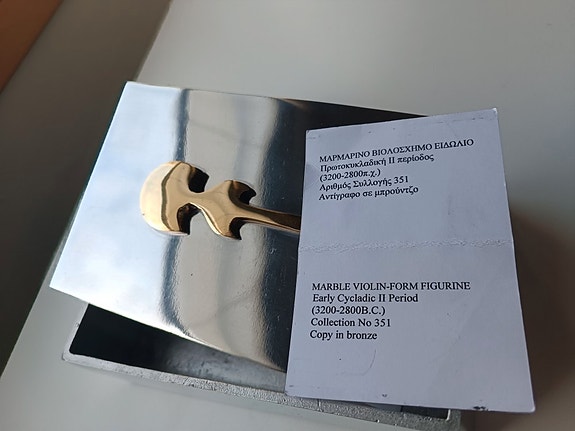 ΜΑΡΜΑΡΙΝΟ ΒΙΟΛΟΣΧΗΜΟ ΕΙΔΩΛΙΟ
Πρωτοκυκλαδική ΙΙ περίοδος
(3200-2800π.χ.)
Αριθμός Συλλογής 351
Αντίγραφο σε μπρούντζο
MARBLE VIOLIN-FORM FIGURINE
Early Cycladic II Period
(3200-2800B.C.)
Collection No 351
Copy in bronze